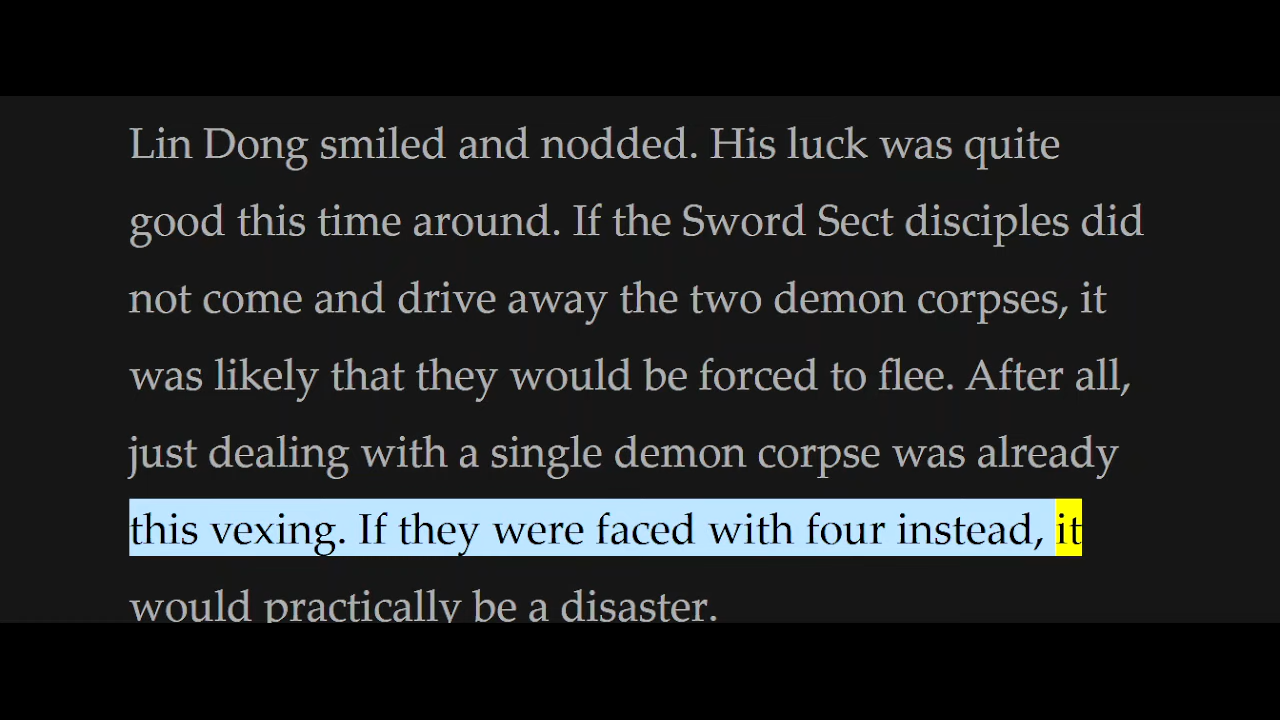 Lin Dong smiled and nodded. His luck was quite
good this time around. If the Sword Sect disciples did
not come and drive away the two demon corpses, it
was likely that they would be forced to flee. After all,
just dealing with a single demon corpse was already
this vexing. If they were faced with four instead, it
would practically be a disaster.